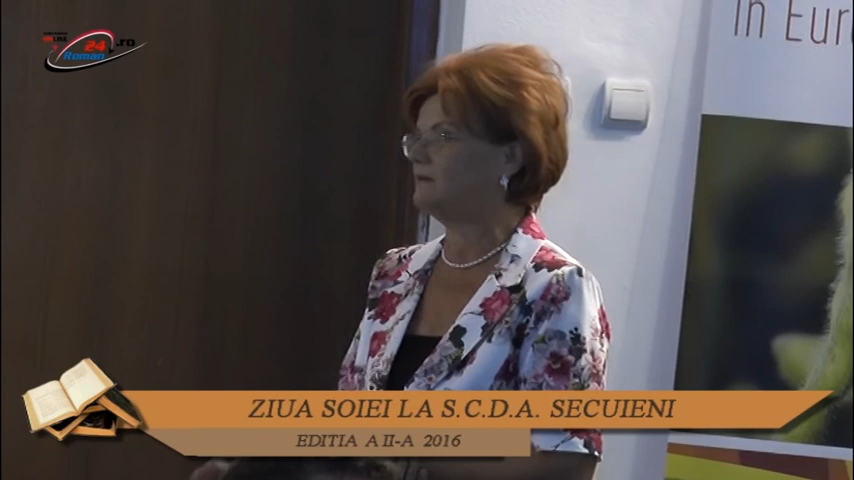 in Eur
24.ro
Roman
ZIUA SOIEI LA S.C.D.A. SECUIENI
EDITIA A II-A 2016